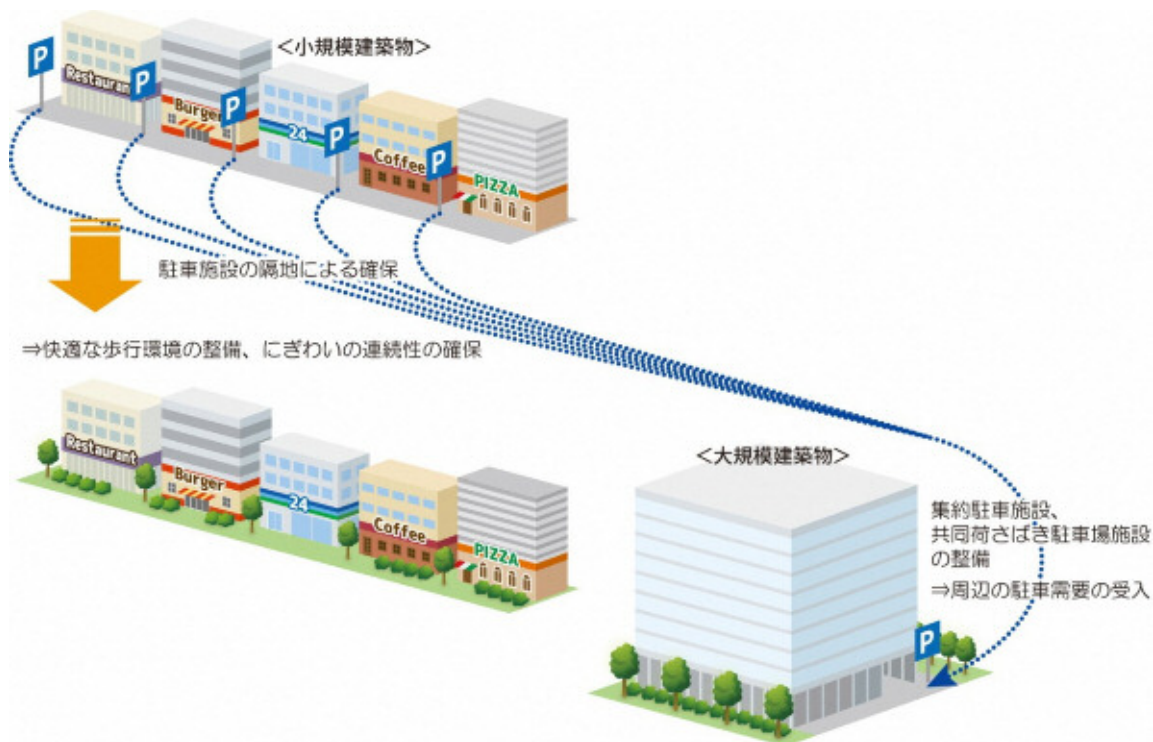 <小規模建築物>
P
Restaurant
P
Burger
P
24
P
Coffee
P
PIZZA
駐車施設の隔地による確保
⇒快適な歩行環境の整備、にぎわいの連続性の確保
Restaurant
Burger
24
Coffee
PIZZA
<大規模建築物>
集約駐車施設、
共同荷さばき駐車場施設
の整備
⇒周辺の駐車需要の受入
P